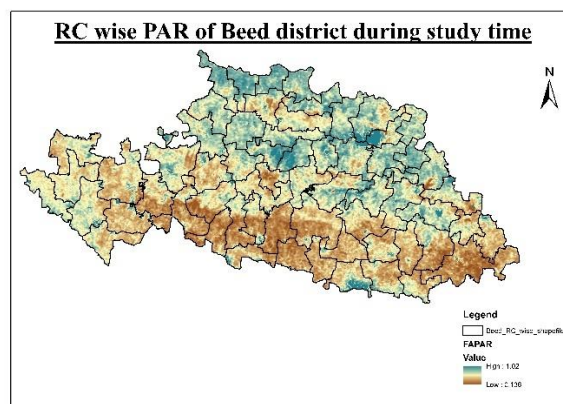 RC wise PAR of Beed district during study time
N
Legend
Beed_RC_wise_shapefile
FAPAR
Value
High : 1.02
Low : 0.136